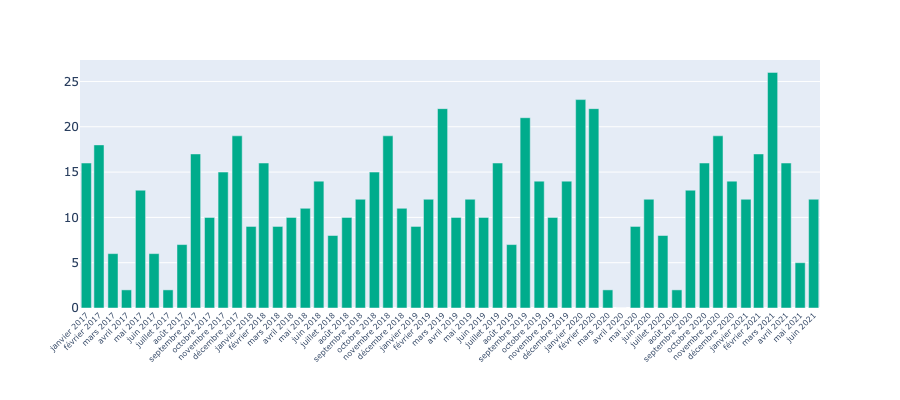 25
20
15
10
5
0
janvier 2017
février 2017
mars 2017
avril 2017
mai 2017
juin 2017
juillet 2017
août 2017
septembre 2017
octobre 2017
novembre 2017
décembre 2017
janvier 2018
février 2018
mars 2018
avril 2018
mai 2018
juin 2018
juillet 2018
août 2018
septembre 2018
octobre 2018
novembre 2018
décembre 2018
janvier 2019
février 2019
mars 2019
avril 2019
mai 2019
juin 2019
juillet 2019
août 2019
septembre 2019
octobre 2019
novembre 2019
décembre 2019
janvier 2020
février 2020
mars 2020
avril 2020
mai 2020
juin 2020
juillet 2020
août 2020
septembre 2020
octobre 2020
novembre 2020
décembre 2020
janvier 2021
février 2021
mars 2021
avril 2021
mai 2021
juin 2021